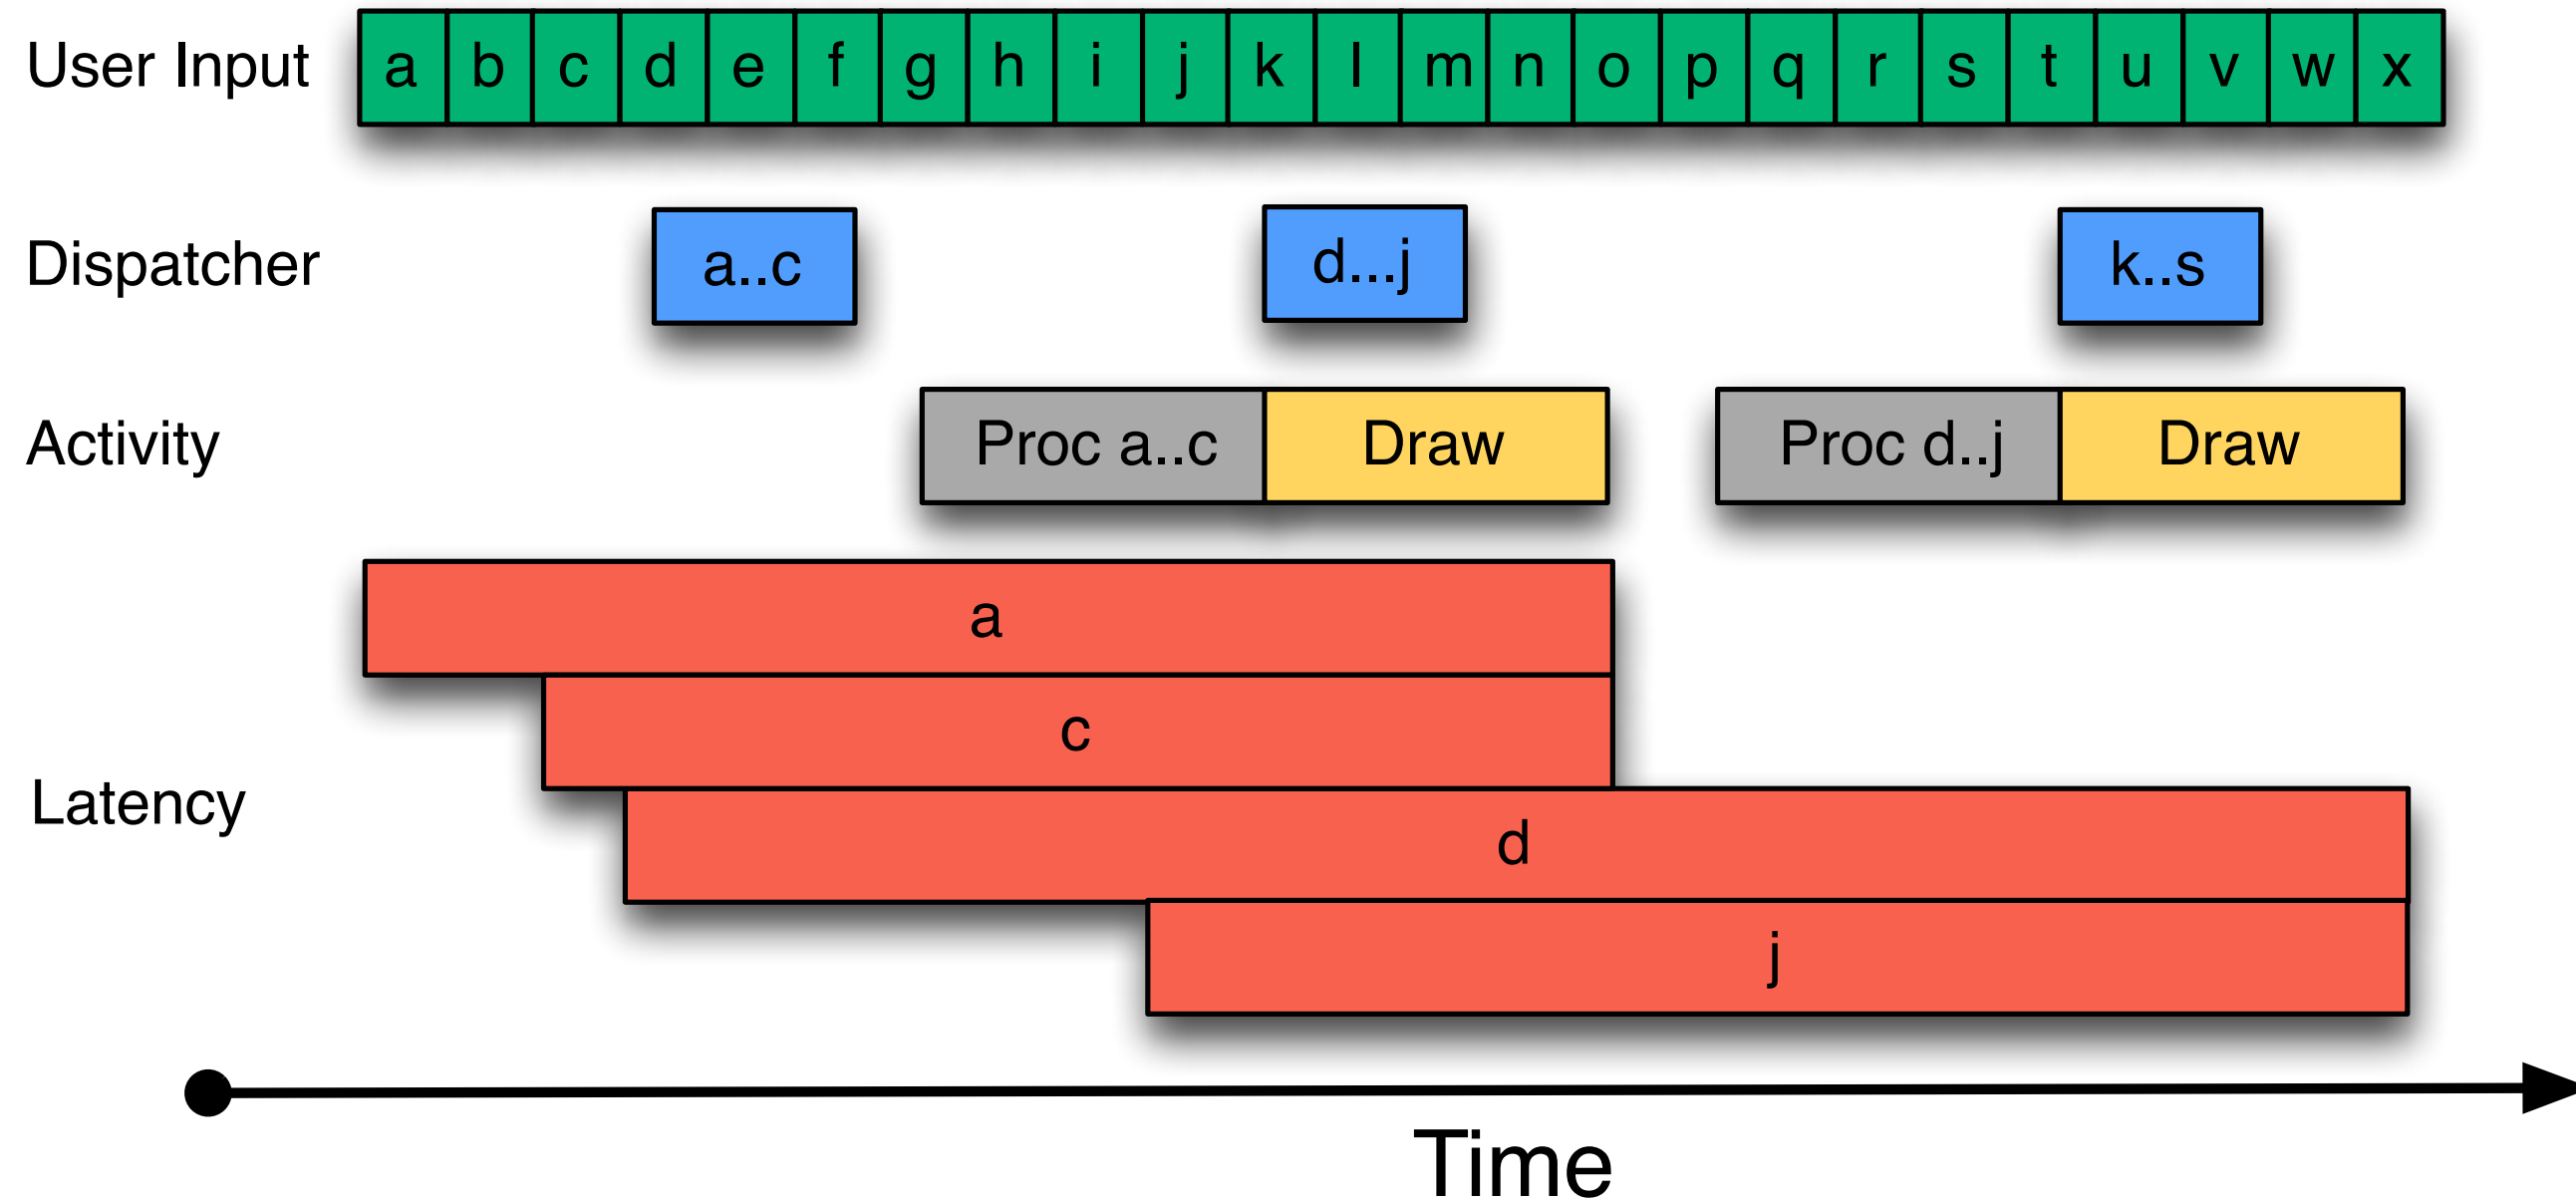 User Input a b c d e f g h i j k l m n o p q r s t u v w x
Dispatcher a..c d...j k..s
Activity Proc a..c Draw Proc d..j Draw
a
c
Latency
d
j
Time